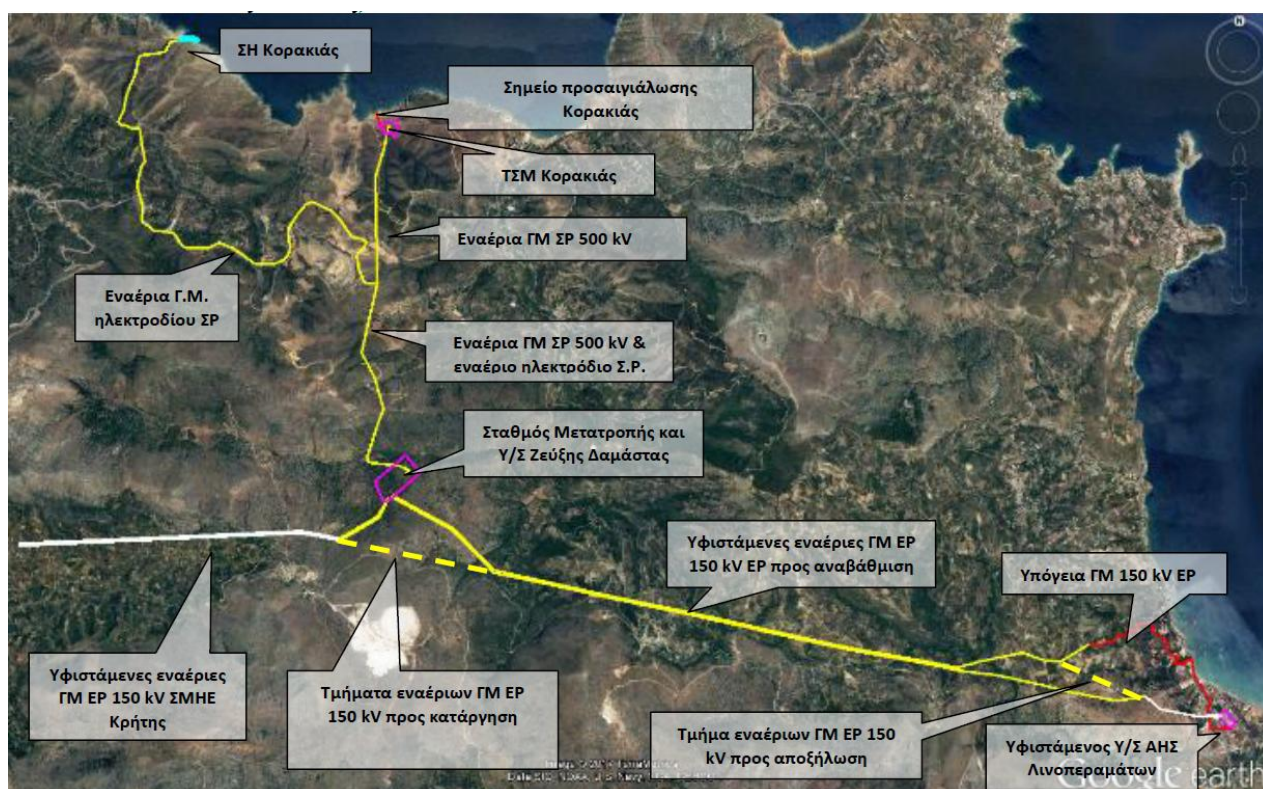 ΣΗ Κορακιάς
Σημείο προσαιγιάλωσης
Κορακιάς
ΤΣΜ Κορακιάς
Εναέρια ΓΜ ΣΡ 500 kV
Εναέρια Γ.Μ.
ηλεκτροδίου ΣΡ
Εναέρια ΓΜ ΣΡ 500 kV &
εναέριο ηλεκτρόδιο Σ.Ρ.
Σταθμός Μετατροπής και
Υ/Σ Ζεύξης Δαμάστας
Υφιστάμενες εναέριες ΓΜ ΕΡ
150 kV ΕΡ προς αναβάθμιση
Υπόγεια ΓΜ 150 kV ΕΡ
Υφιστάμενες εναέριες
ΓΜ ΕΡ 150 kV ΣΜΗΕ
Κρήτης
Τμήματα εναέριων ΓΜ ΕΡ
150 kV προς κατάργηση
Τμήμα εναέριων ΓΜ ΕΡ 150
kV προς αποξήλωση
Υφιστάμενος Υ/Σ ΑΗΣ
Λινοπεραμάτων
Google earth